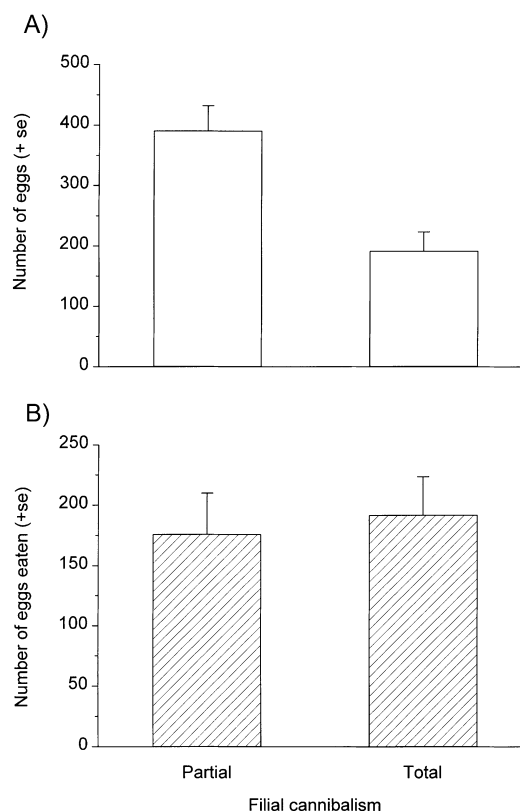 A)
500
400
300
200
100
0
Number of eggs (+ se)
B)
250
200
150
100
50
0
Number of eggs eaten (+se)
Partial
Total
Filial cannibalism